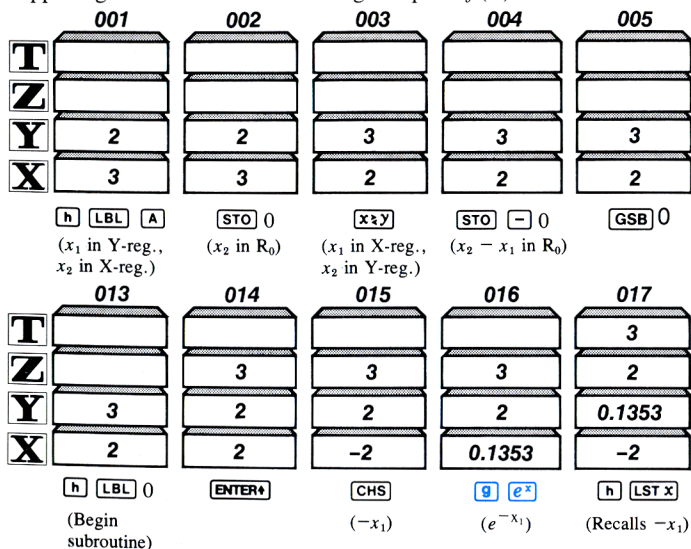 001 002 003 004 005
T
Z
Y 2 2 3 3 3
X 3 3 2 2 2
h LBL A STO 0 x≷y STO − 0 GSB 0
(x₁ in Y-reg., (x₂ in R₀) (x₁ in X-reg., (x₂ − x₁ in R₀)
x₂ in X-reg.) x₂ in Y-reg.)
013 014 015 016 017
T 3
Z 3 3 3 2
Y 3 2 2 2 0.1353
X 2 2 −2 0.1353 −2
h LBL 0 ENTER↑ CHS g eˣ h LST x
(Begin (−x₁) (e^−x₁) (Recalls −x₁)
subroutine)